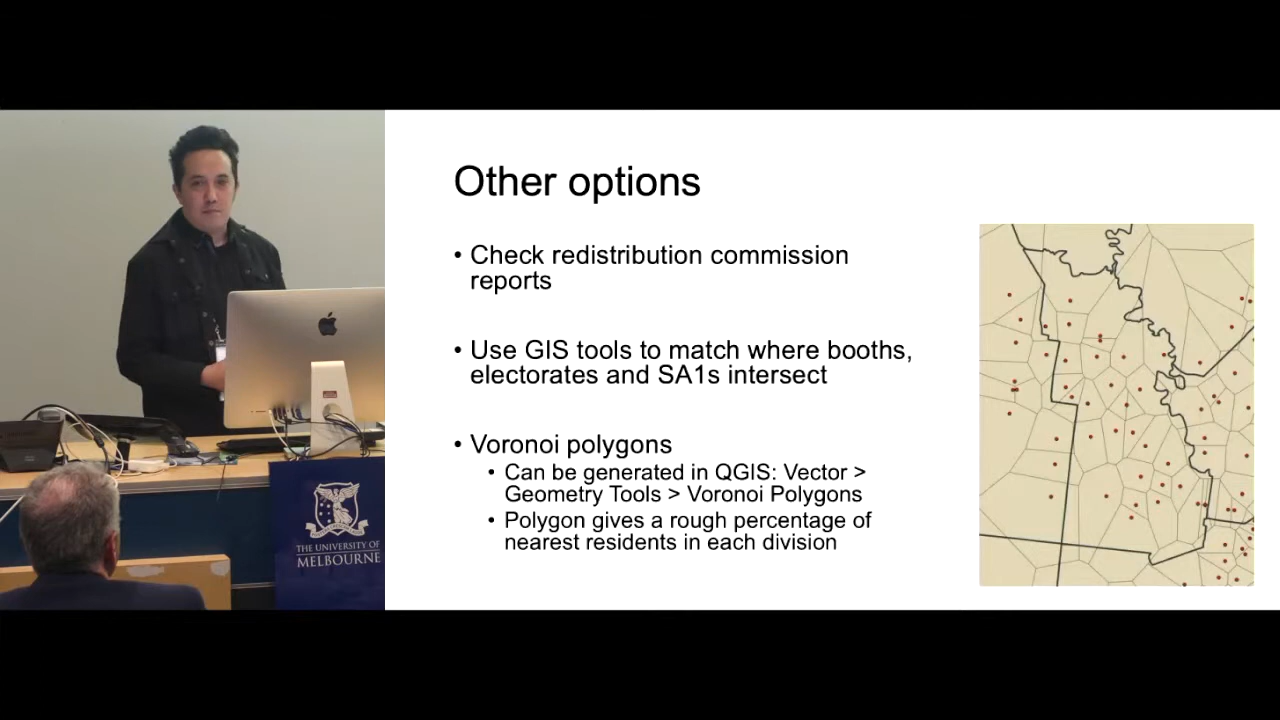 Other options
• Check redistribution commission
reports
• Use GIS tools to match where booths,
electorates and SA1s intersect
• Voronoi polygons
• Can be generated in QGIS: Vector >
Geometry Tools > Voronoi Polygons
• Polygon gives a rough percentage of
nearest residents in each division
THE UNIVERSITY OF
MELBOURNE